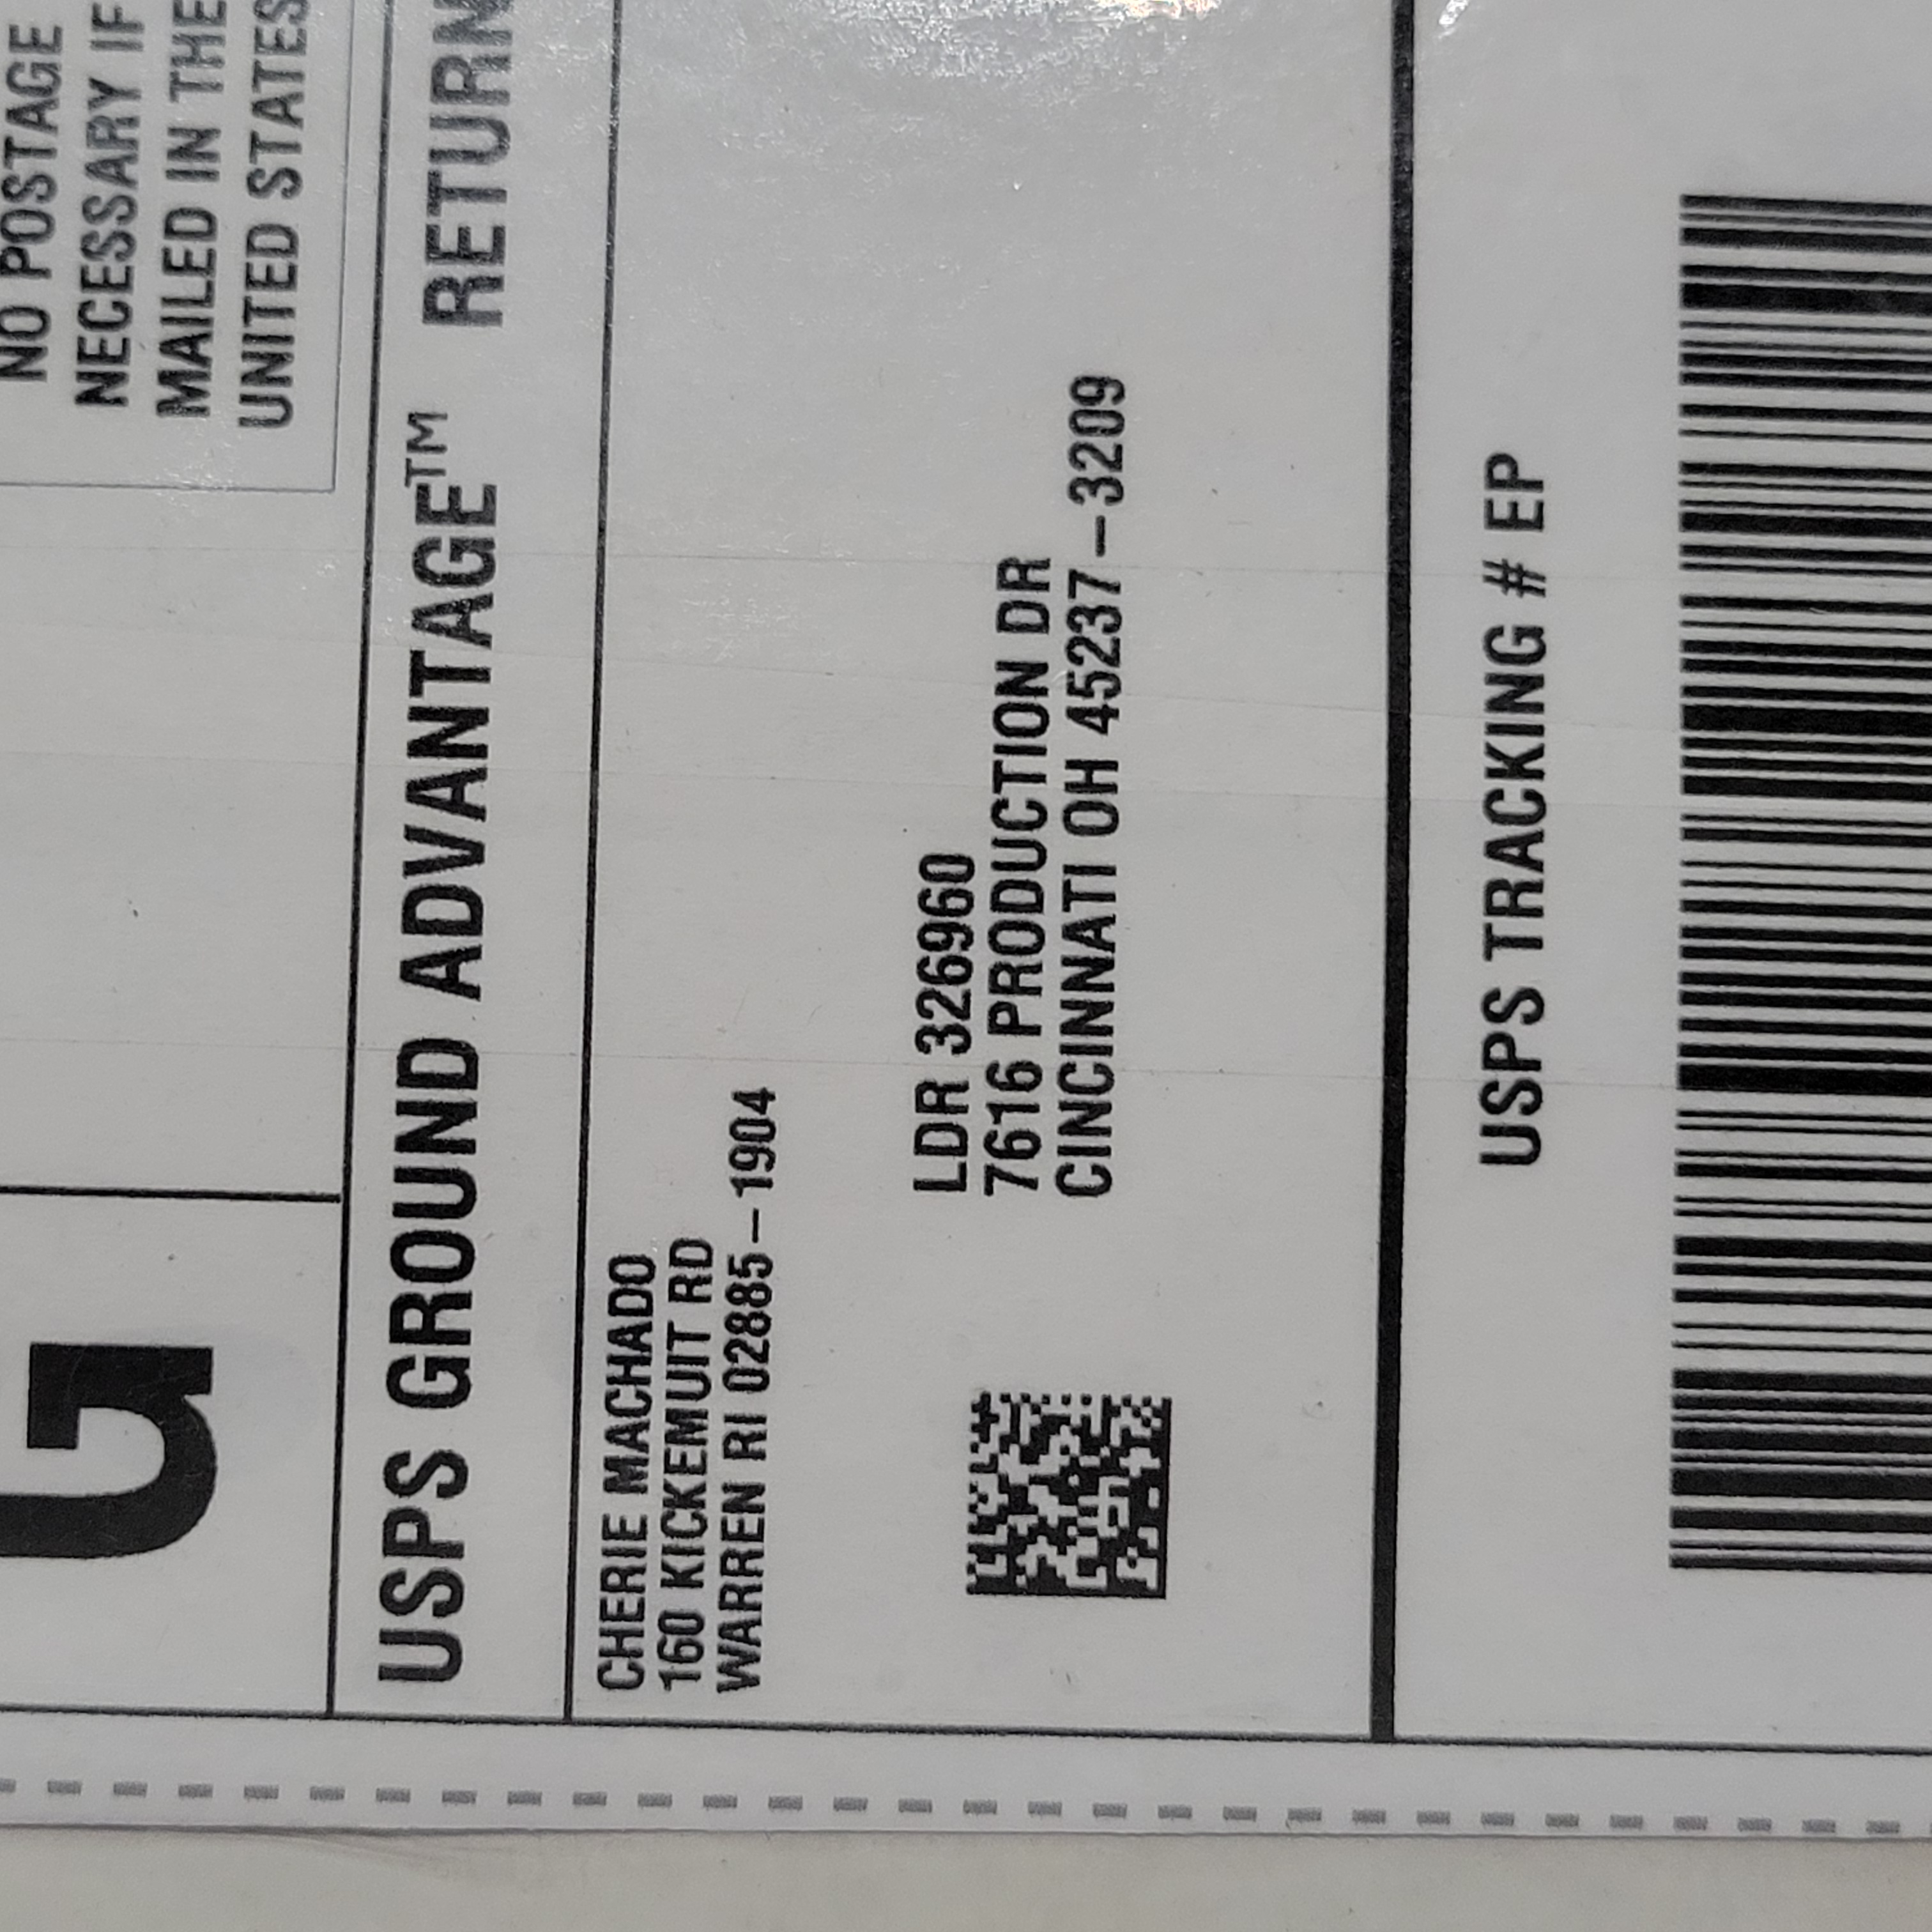 G
NO POSTAGE
NECESSARY IF
MAILED IN THE
UNITED STATES
USPS GROUND ADVANTAGE™ RETURN
CHERIE MACHADO
160 KICKEMUIT RD
WARREN RI 02885-1904
LDR 326960
7616 PRODUCTION DR
CINCINNATI OH 45237-3209
USPS TRACKING # EP